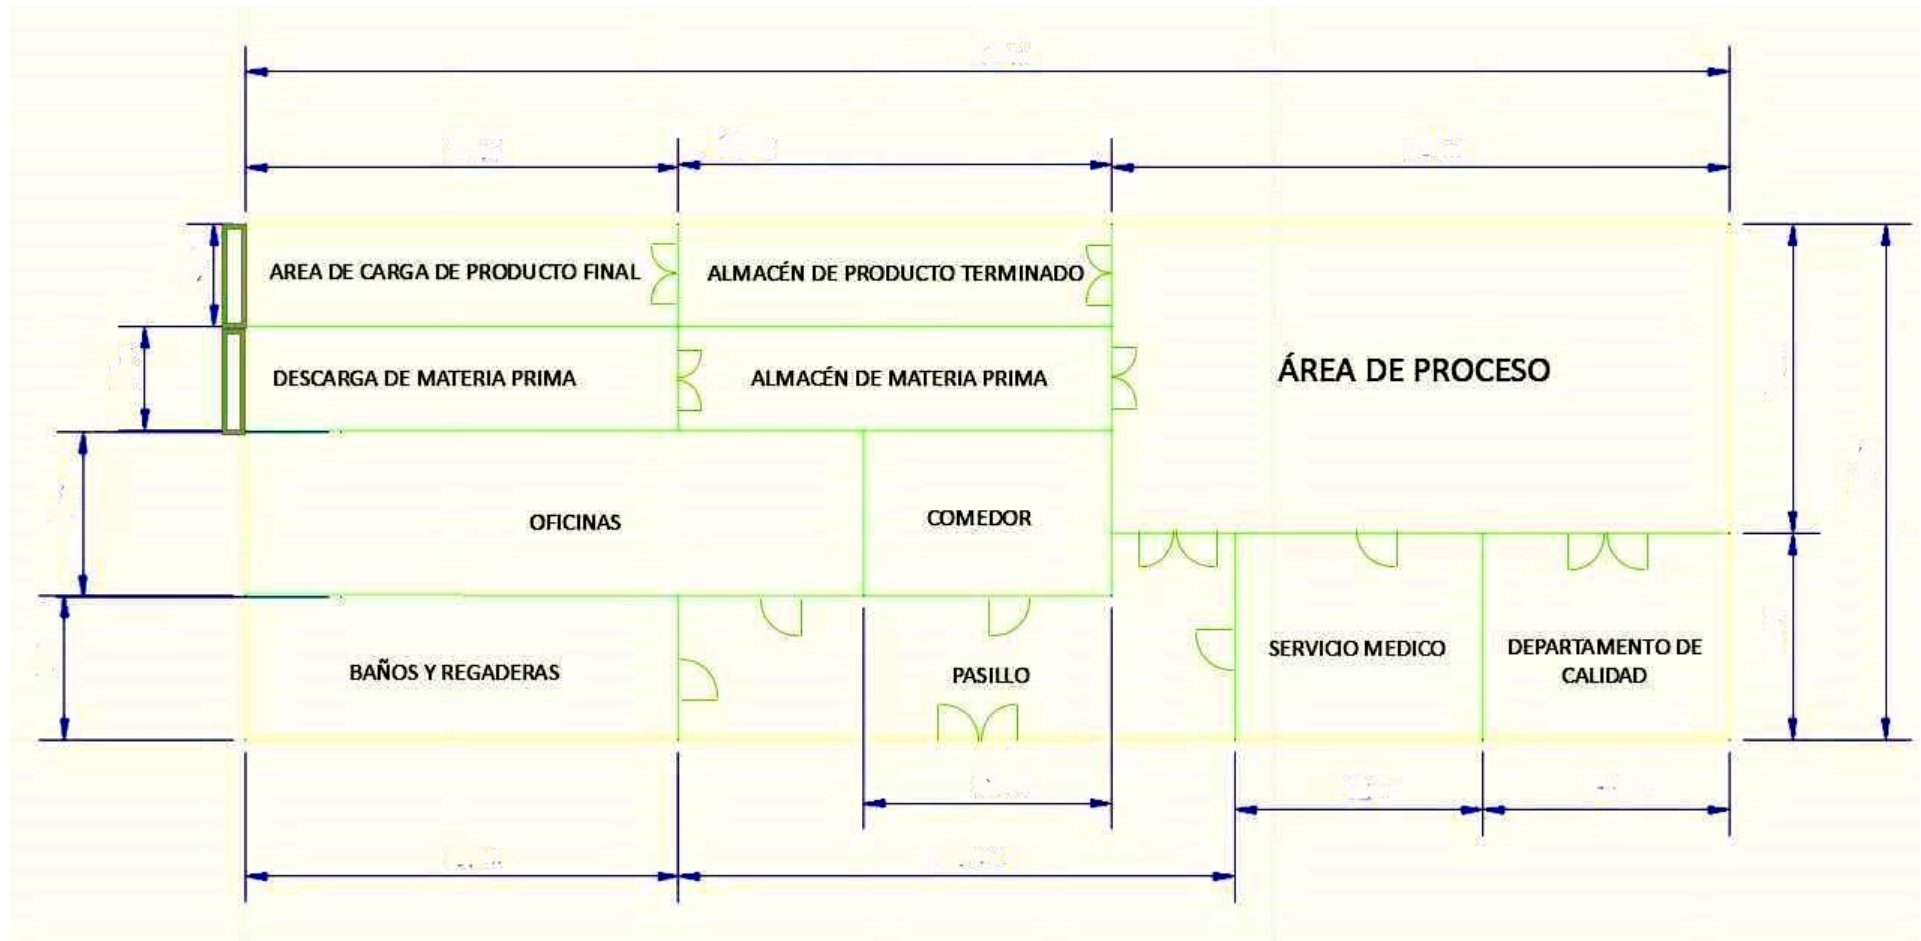 AREA DE CARGA DE PRODUCTO FINAL
ALMACÉN DE PRODUCTO TERMINADO
DESCARGA DE MATERIA PRIMA
ALMACÉN DE MATERIA PRIMA
ÁREA DE PROCESO
OFICINAS
COMEDOR
BAÑOS Y REGADERAS
PASILLO
SERVICIO MEDICO
DEPARTAMENTO DE
CALIDAD